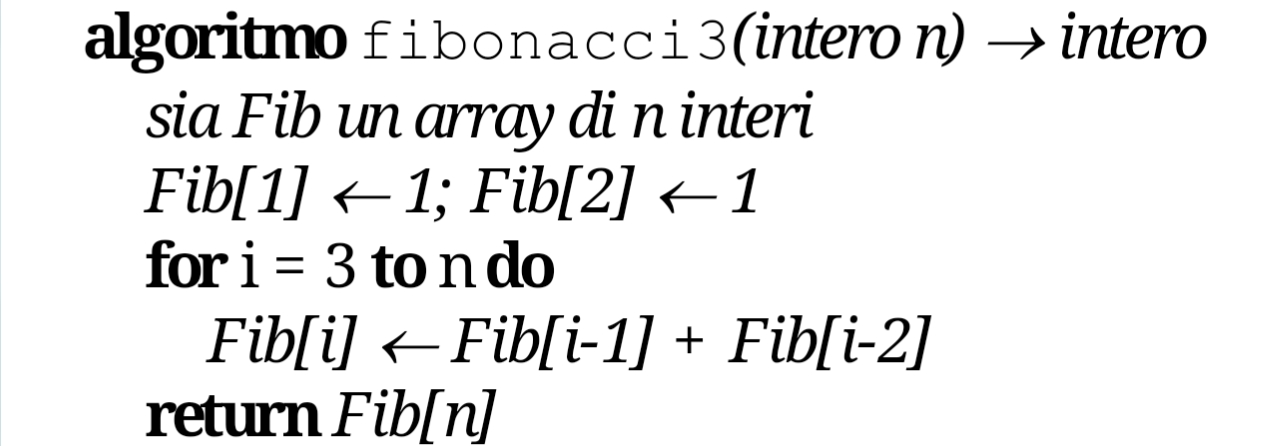 algoritmo fibonacci3(intero n) → intero
sia Fib un array di n interi
Fib[1] ← 1; Fib[2] ← 1
for i = 3 to n do
Fib[i] ← Fib[i-1] + Fib[i-2]
return Fib[n]